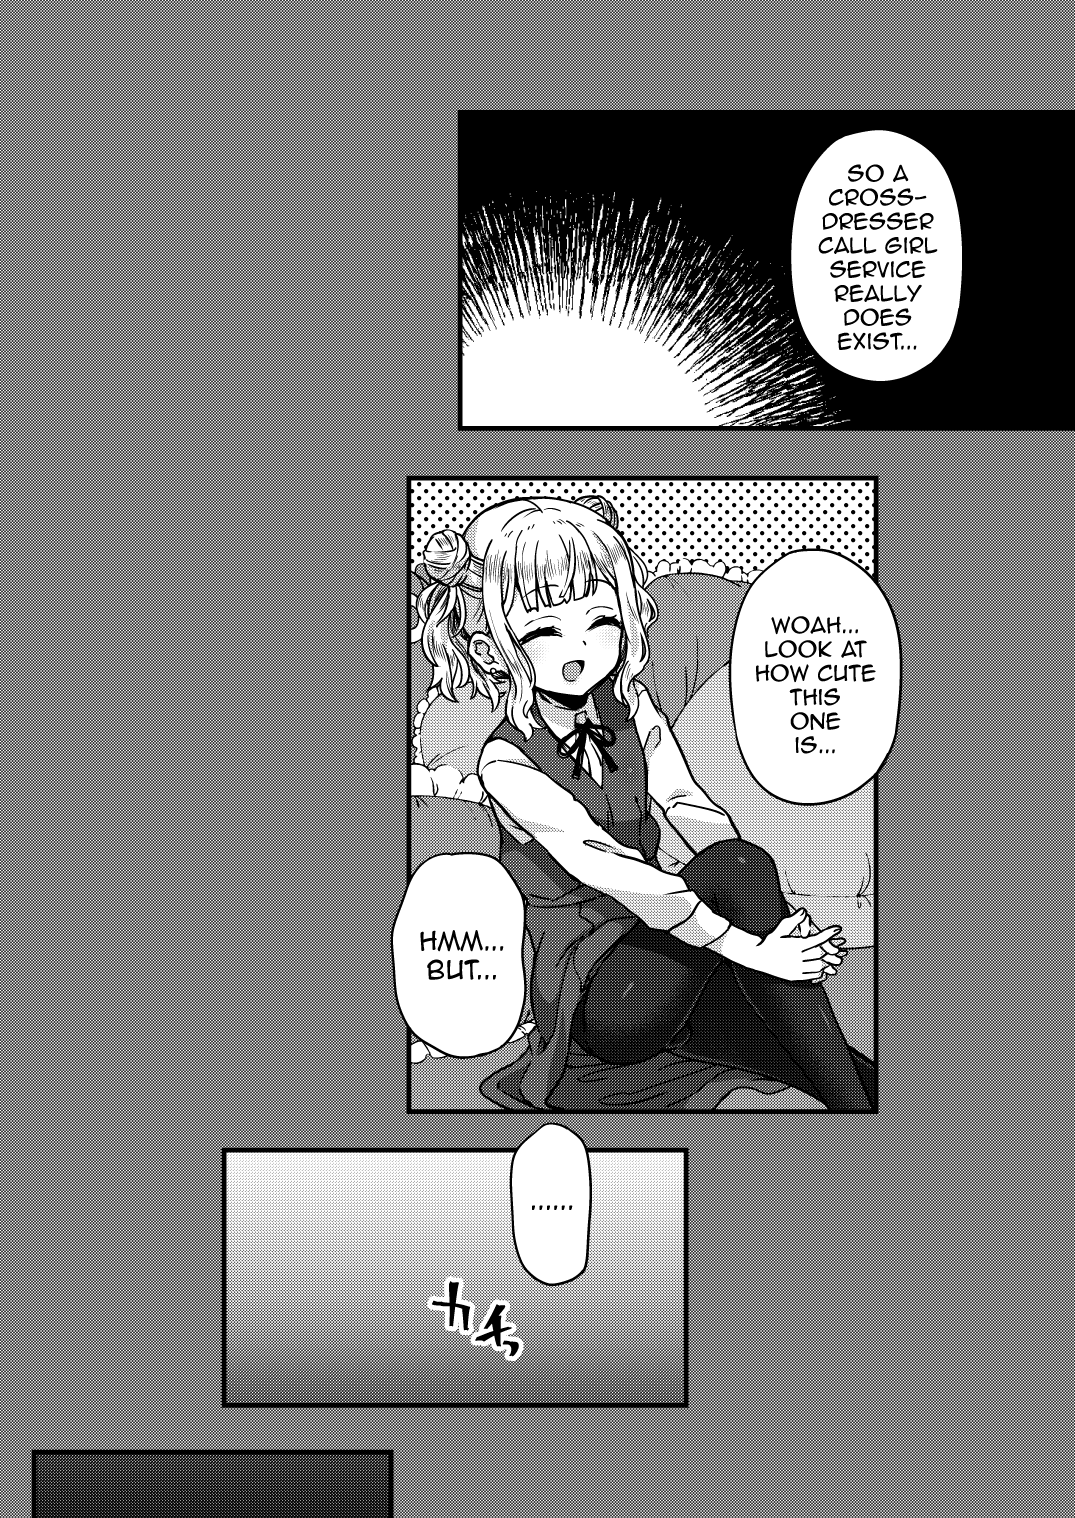 SO A
CROSS-
DRESSER
CALL GIRL
SERVICE
REALLY
DOES
EXIST...
WOAH...
LOOK AT
HOW CUTE
THIS
ONE
IS...
HMM...
BUT...
......
カチッ